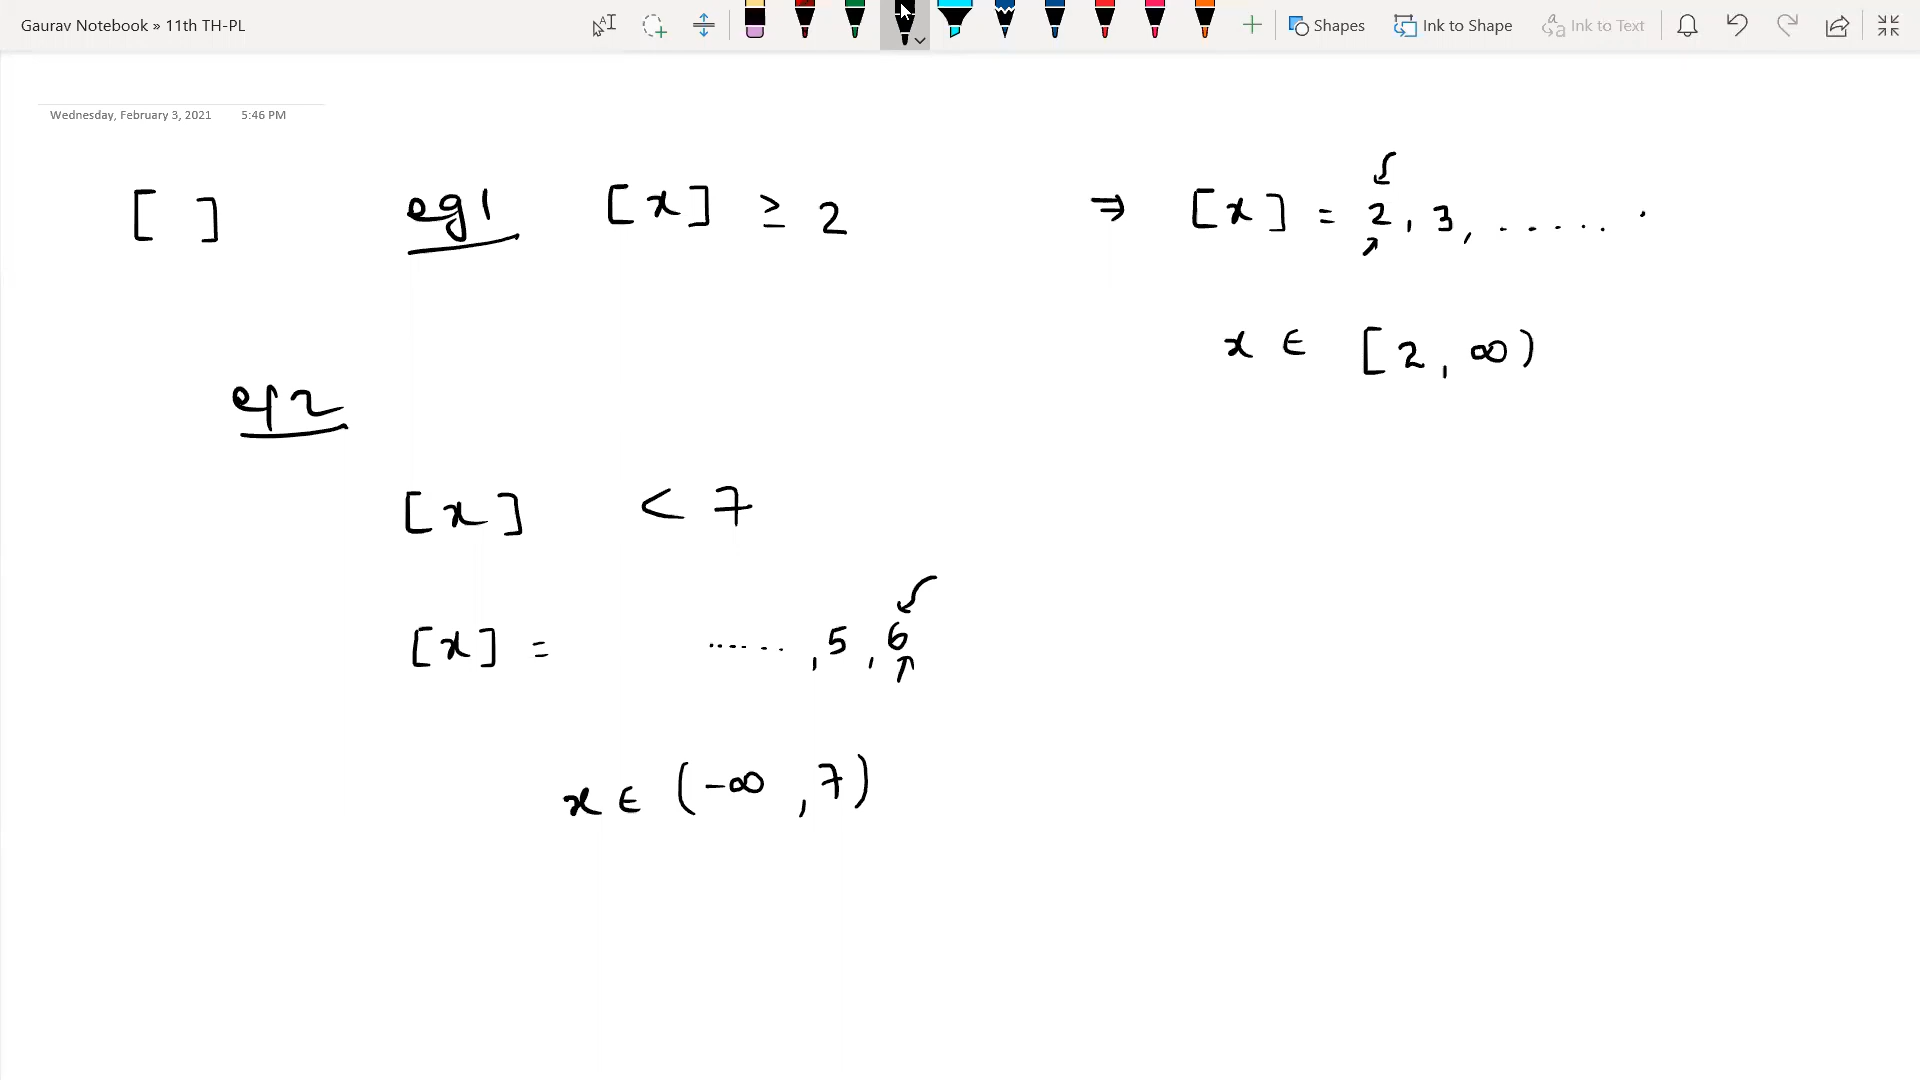 Gaurav Notebook » 11th TH-PL
Shapes
Ink to Shape
Ink to Text
Wednesday, February 3, 2021 5:46 PM
[ ] eg1 [x] ≥ 2 ⇒ [x] = 2, 3, ......
x ∈ [2, ∞)
eg2
[x] < 7
[x] = ......, 5, 6
x ∈ (-∞, 7)